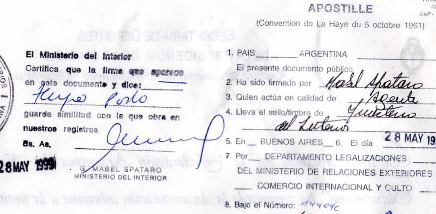 El Ministerio del Interior
Certifica que la firma que aparece
en este documento y dice:
guarda similitud con la que obra en
nuestros registros
Bs. As.
28 MAY 1999
G. MABEL SPATARO
MINISTERIO DEL INTERIOR
APOSTILLE
(Convention de La Haye du 5 octobre 1961)
1. PAIS ARGENTINA
El presente documento público
2. Ha sido firmado por Mabel Spataro
3. Quien actúa en calidad de Agente
4. Lleva el sello/timbre de
del Interior
5. En BUENOS AIRES 6. El día 28 MAY 19
7 Por DEPARTAMENTO LEGALIZACIONES
DEL MINISTERIO DE RELACIONES EXTERIORES
COMERCIO INTERNACIONAL Y CULTO
8. Bajo el Número: